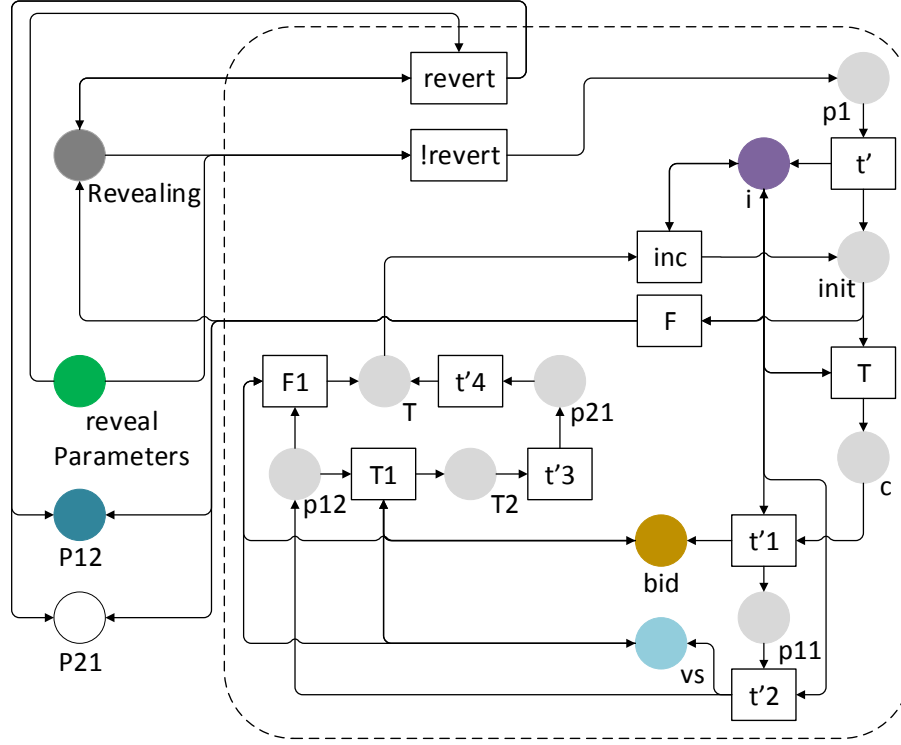 revert
p1
!revert
t'
Revealing
i
inc
init
F
F1
T
t'4
p21
T
reveal
Parameters
p12
T1
T2
t'3
c
P12
bid
t'1
P21
vs
p11
t'2